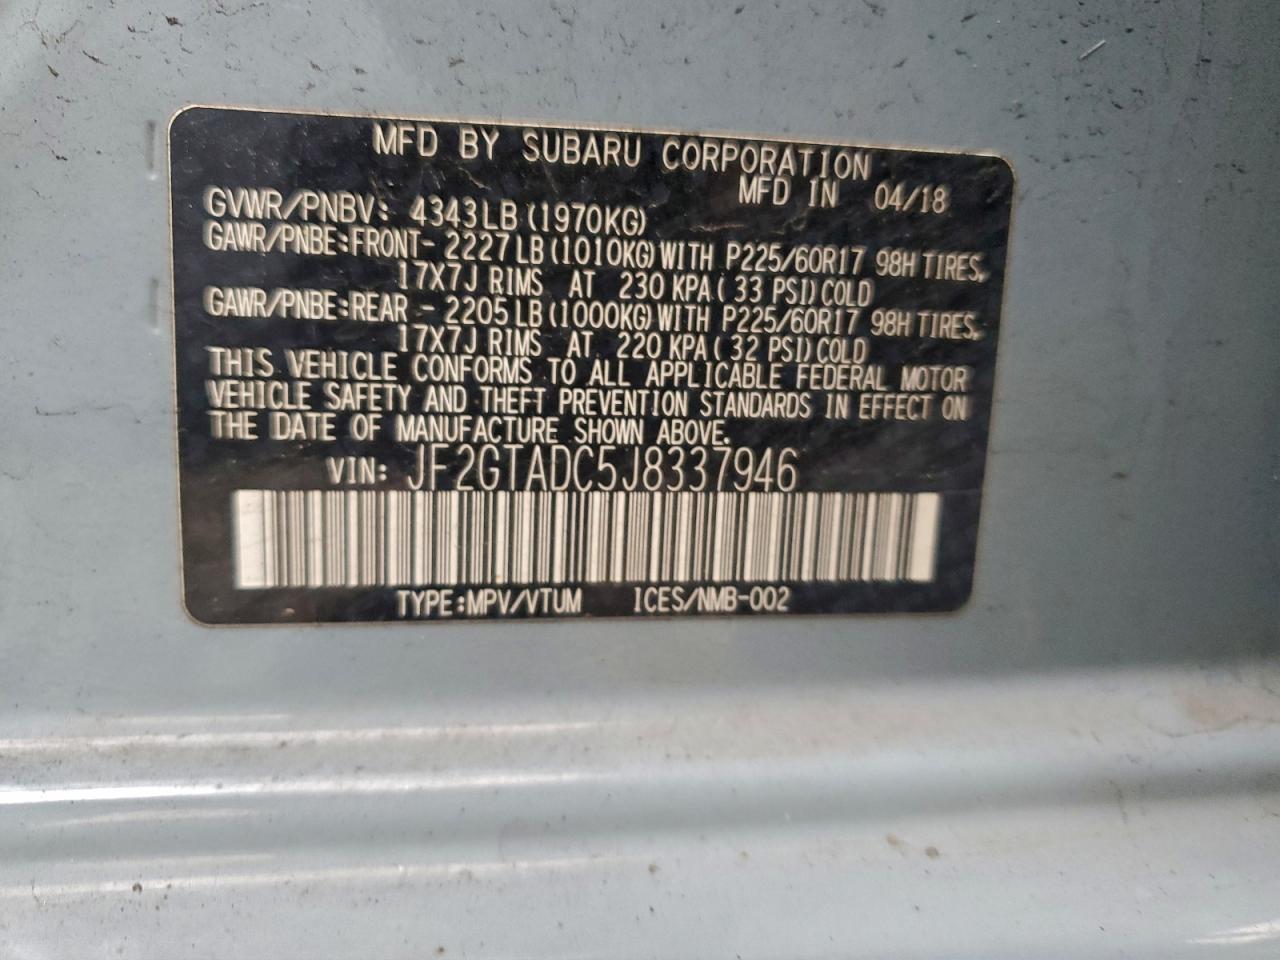 MFD BY SUBARU CORPORATION
MFD IN 04/18
GVWR/PNBV: 4343LB(1970KG)
GAWR/PNBE:FRONT- 2227LB(1010KG)WITH P225/60R17 98H TIRES,
17X7J RIMS AT 230 KPA( 33 PSI)COLD
GAWR/PNBE:REAR - 2205LB(1000KG)WITH P225/60R17 98H TIRES,
17X7J RIMS AT 220 KPA( 32 PSI)COLD
THIS VEHICLE CONFORMS TO ALL APPLICABLE FEDERAL MOTOR
VEHICLE SAFETY AND THEFT PREVENTION STANDARDS IN EFFECT ON
THE DATE OF MANUFACTURE SHOWN ABOVE.
VIN: JF2GTADC5J8337946
TYPE:MPV/VTUM ICES/NMB-002